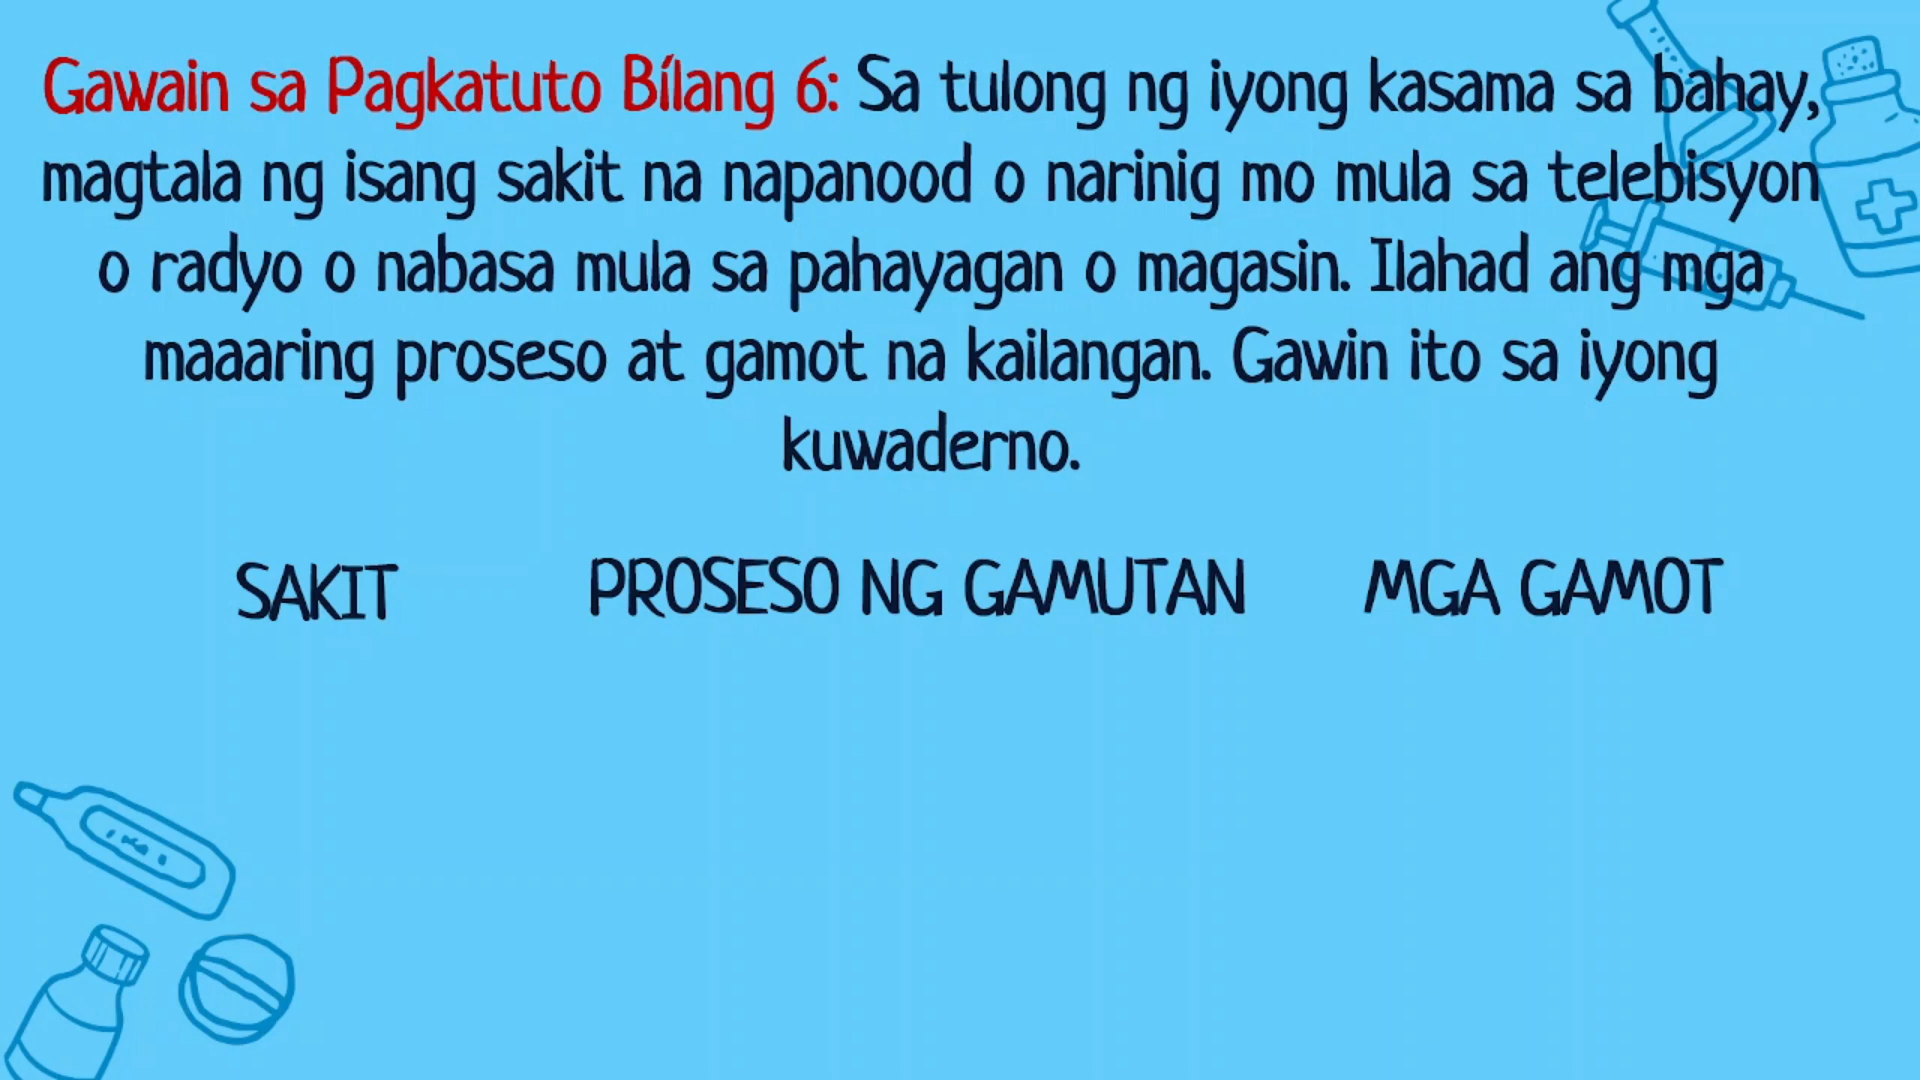 Gawain sa Pagkatuto Bílang 6: Sa tulong ng iyong kasama sa bahay,
magtala ng isang sakit na napanood o narinig mo mula sa telebisyon
o radyo o nabasa mula sa pahayagan o magasin. Ilahad ang mga
maaaring proseso at gamot na kailangan. Gawin ito sa iyong
kuwaderno.
SAKIT PROSESO NG GAMUTAN MGA GAMOT